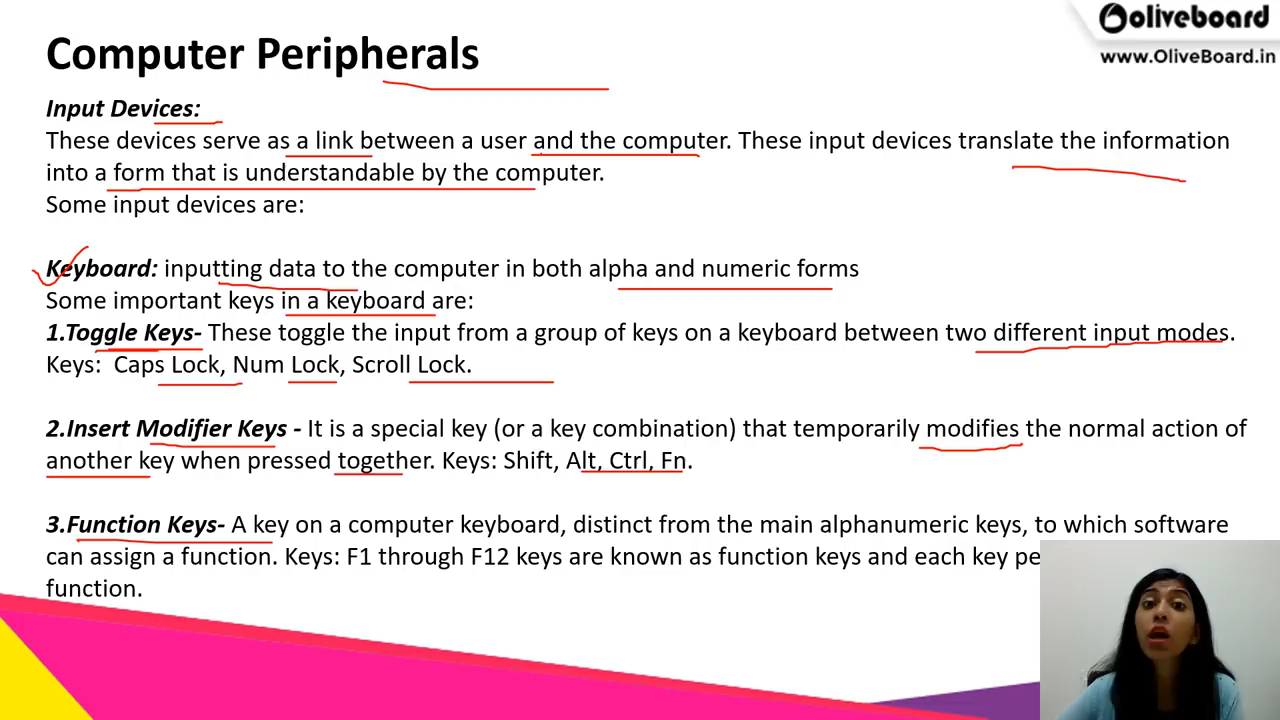 oliveboard
www.OliveBoard.in
Computer Peripherals
Input Devices:
These devices serve as a link between a user and the computer. These input devices translate the information
into a form that is understandable by the computer.
Some input devices are:
Keyboard: inputting data to the computer in both alpha and numeric forms
Some important keys in a keyboard are:
1.Toggle Keys- These toggle the input from a group of keys on a keyboard between two different input modes.
Keys: Caps Lock, Num Lock, Scroll Lock.
2.Insert Modifier Keys - It is a special key (or a key combination) that temporarily modifies the normal action of
another key when pressed together. Keys: Shift, Alt, Ctrl, Fn.
3.Function Keys- A key on a computer keyboard, distinct from the main alphanumeric keys, to which software
can assign a function. Keys: F1 through F12 keys are known as function keys and each key
function.